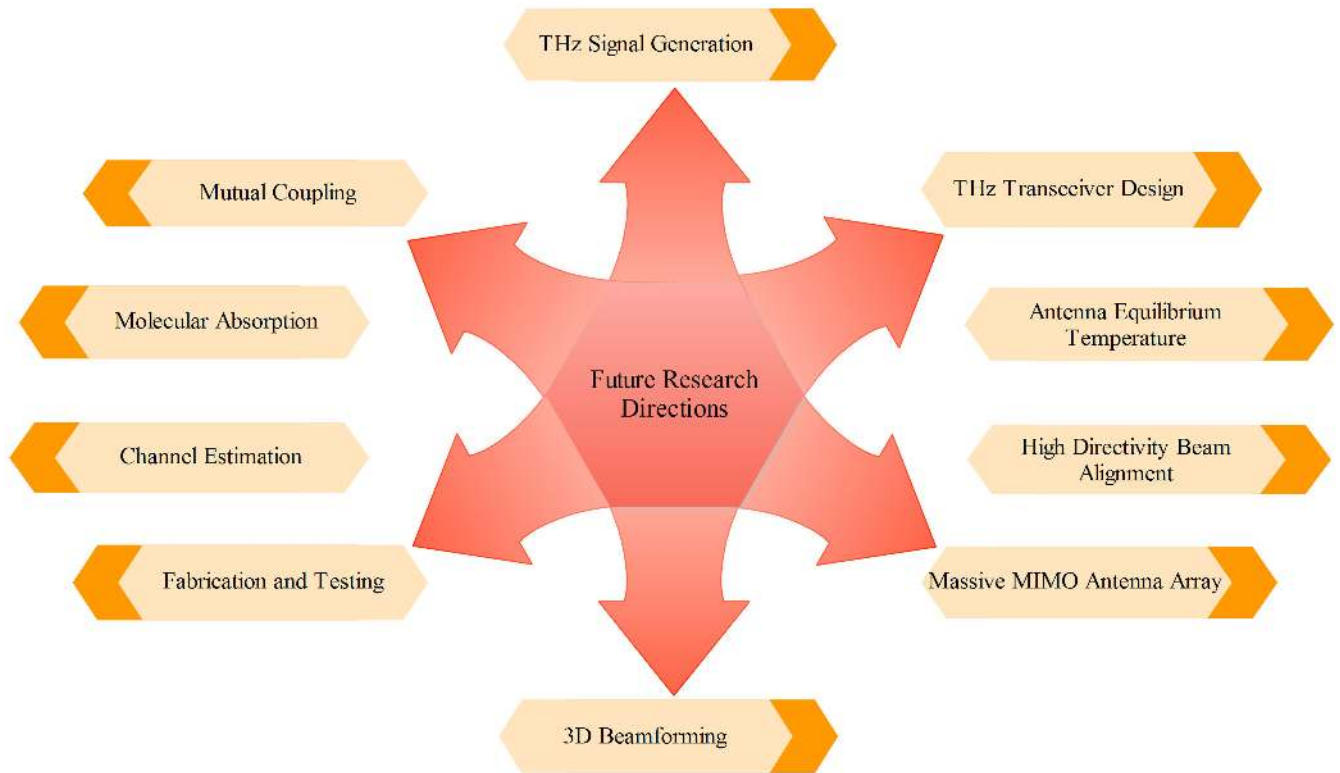 THz Signal Generation
Mutual Coupling
THz Transceiver Design
Molecular Absorption
Antenna Equilibrium
Temperature
Future Research
Directions
Channel Estimation
High Directivity Beam
Alignment
Fabrication and Testing
Massive MIMO Antenna Array
3D Beamforming